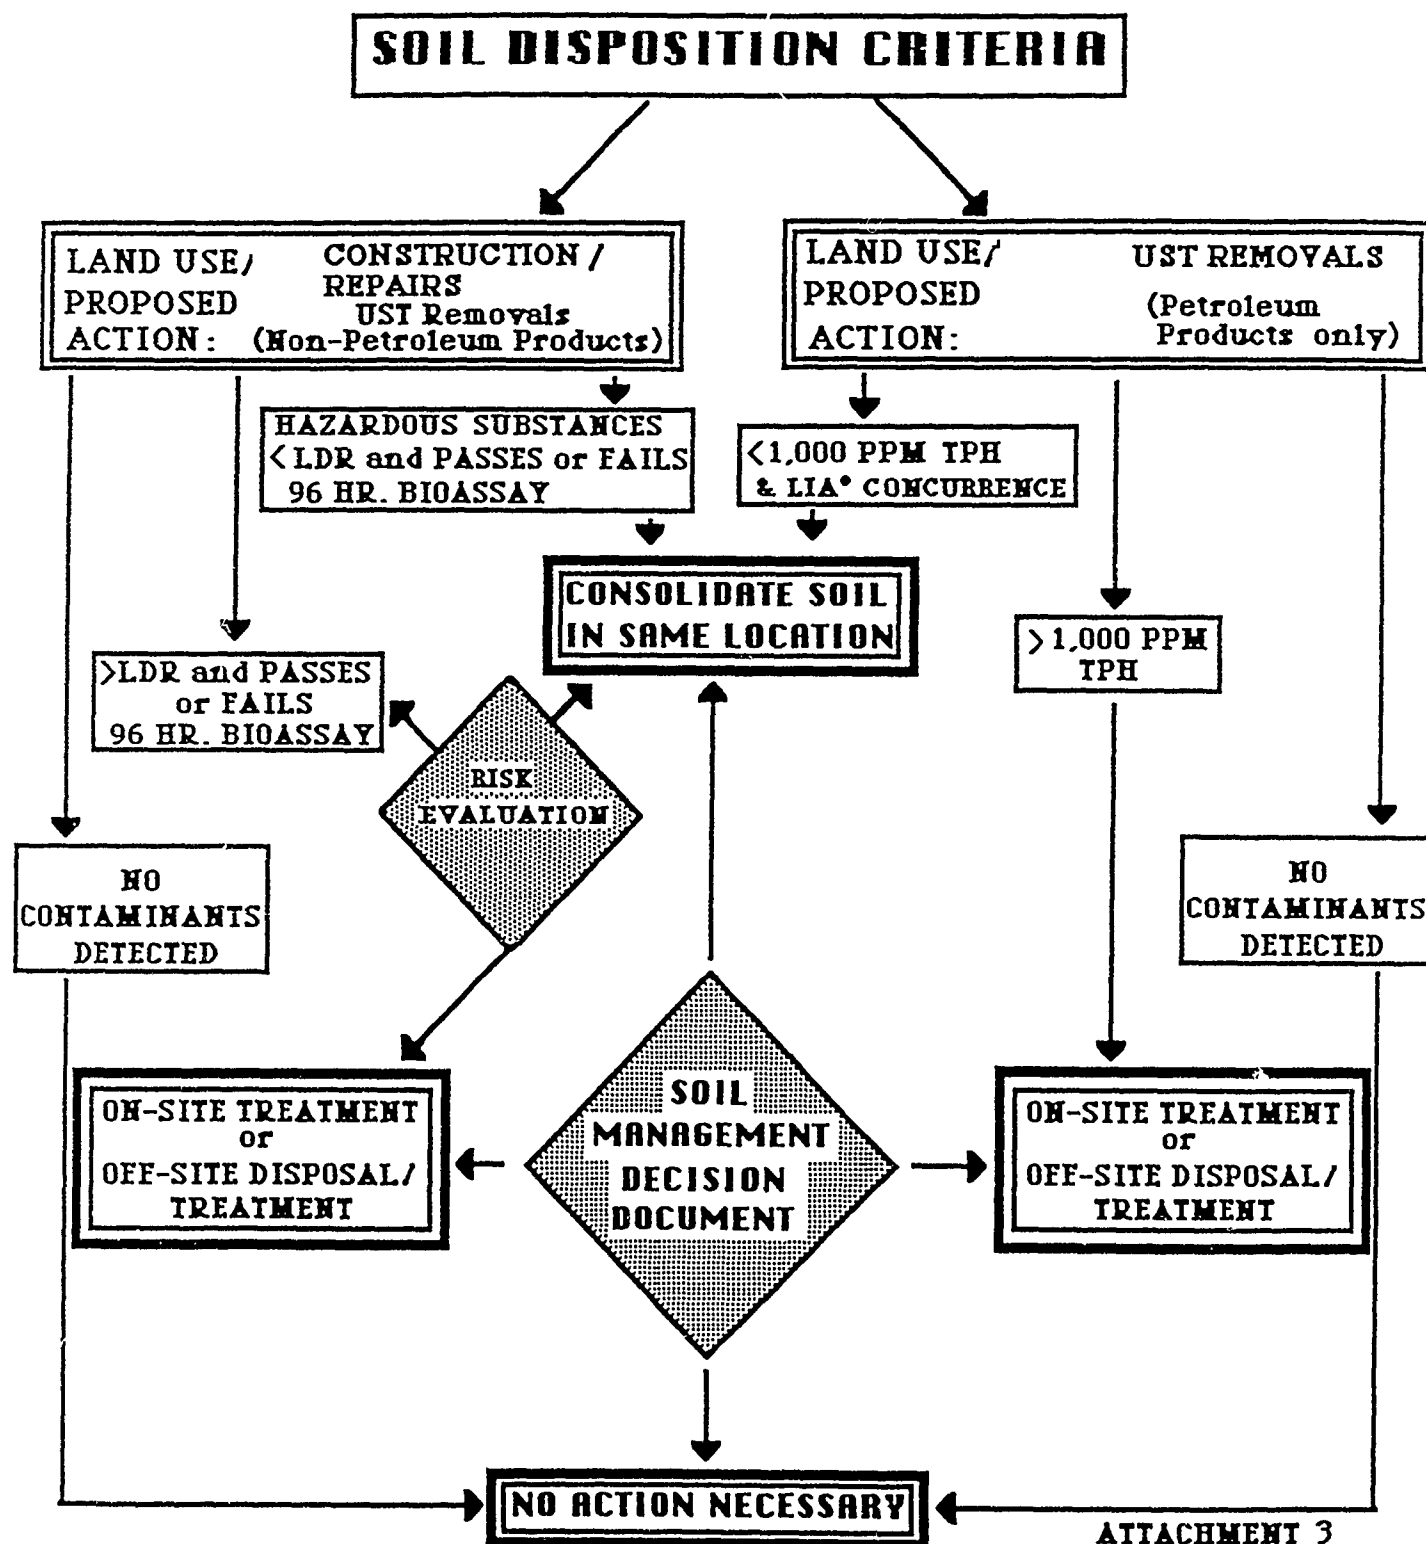 SOIL DISPOSITION CRITERIA
LAND USE/
PROPOSED
ACTION:
CONSTRUCTION /
REPAIRS
UST Removals
(Non-Petroleum Products)
LAND USE/
PROPOSED
ACTION:
UST REMOVALS
(Petroleum
Products only)
HAZARDOUS SUBSTANCES
<LDR and PASSES or FAILS
96 HR. BIOASSAY
<1,000 PPM TPH
& LIA* CONCURRENCE
CONSOLIDATE SOIL
IN SAME LOCATION
>LDR and PASSES
or FAILS
96 HR. BIOASSAY
>1,000 PPM
TPH
RISK
EVALUATION
NO
CONTAMINANTS
DETECTED
NO
CONTAMINANTS
DETECTED
ON-SITE TREATMENT
or
OFF-SITE DISPOSAL/
TREATMENT
SOIL
MANAGEMENT
DECISION
DOCUMENT
ON-SITE TREATMENT
or
OFF-SITE DISPOSAL/
TREATMENT
NO ACTION NECESSARY
ATTACHMENT 3